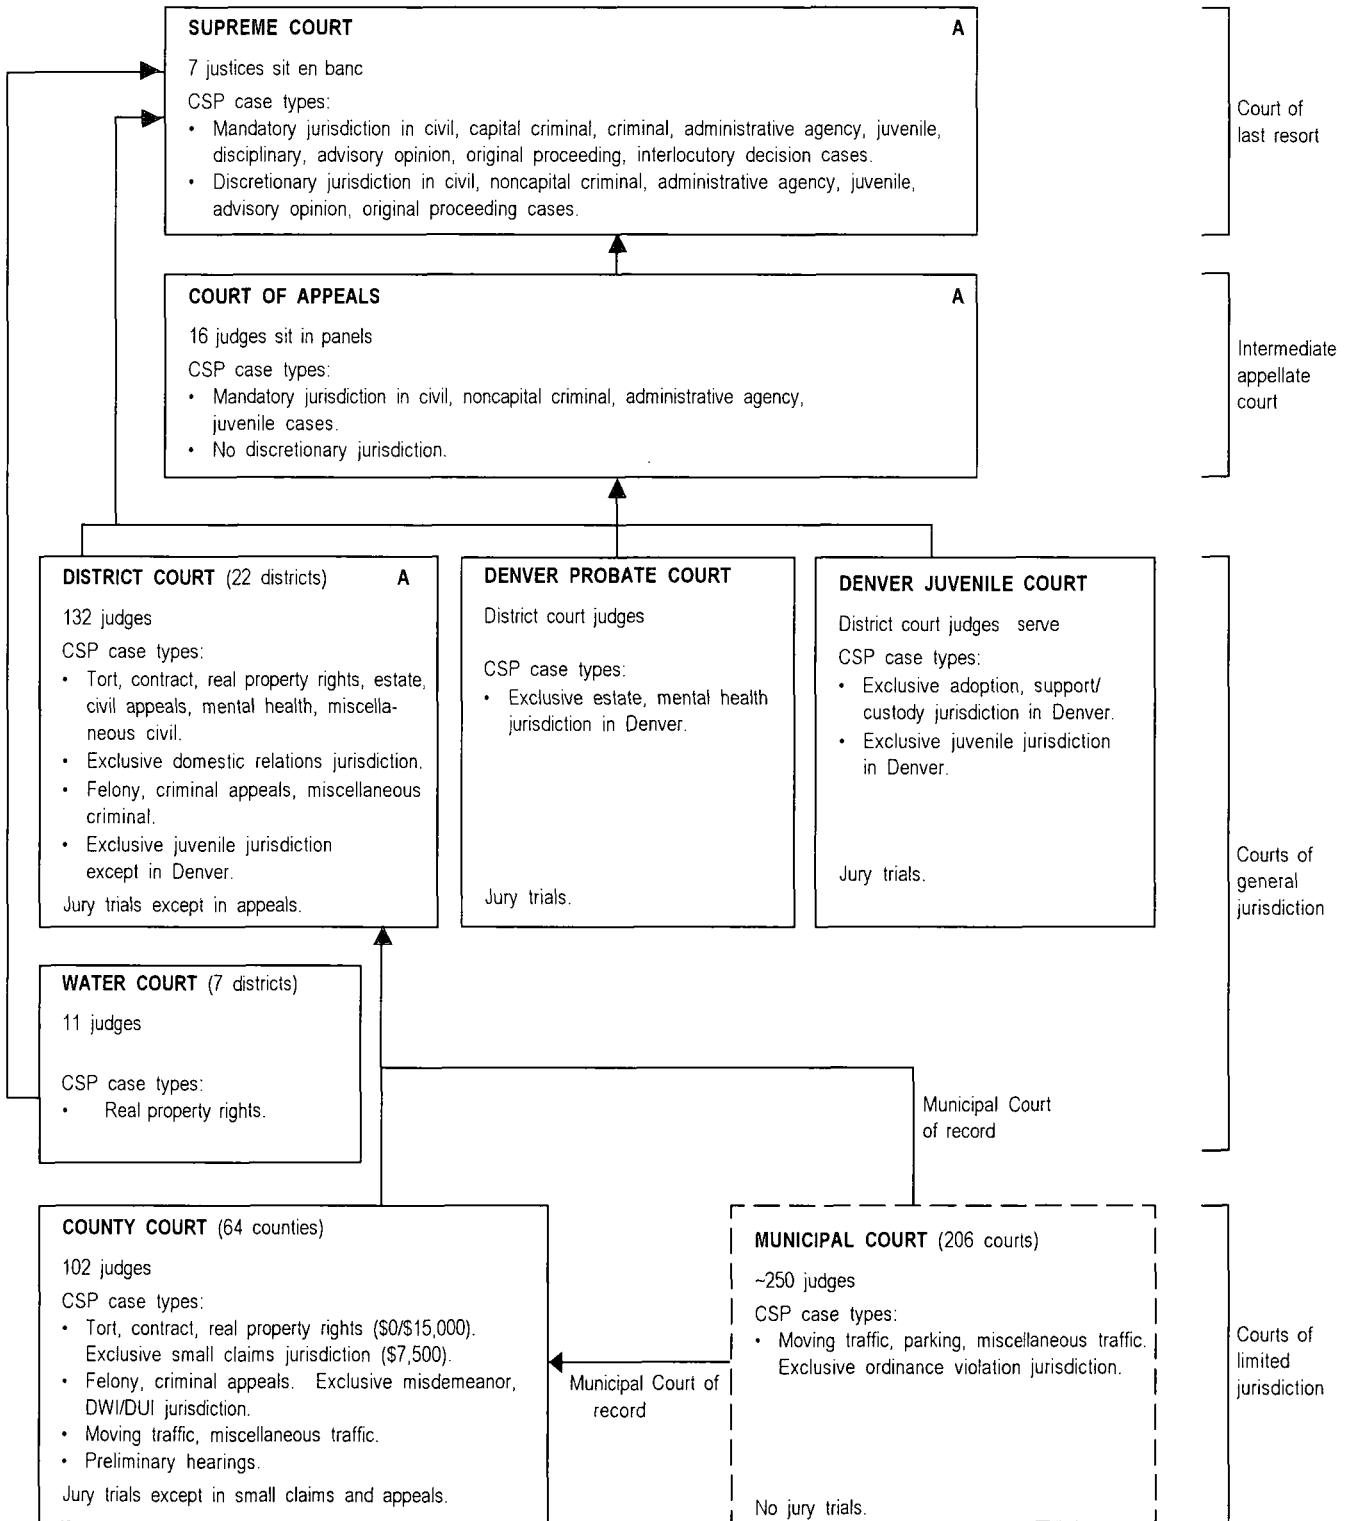 SUPREME COURT A
7 justices sit en banc
CSP case types:
• Mandatory jurisdiction in civil, capital criminal, criminal, administrative agency, juvenile,
disciplinary, advisory opinion, original proceeding, interlocutory decision cases.
• Discretionary jurisdiction in civil, noncapital criminal, administrative agency, juvenile,
advisory opinion, original proceeding cases.
Court of
last resort
COURT OF APPEALS A
16 judges sit in panels
CSP case types:
• Mandatory jurisdiction in civil, noncapital criminal, administrative agency,
juvenile cases.
• No discretionary jurisdiction.
Intermediate
appellate
court
DISTRICT COURT (22 districts) A
132 judges
CSP case types:
• Tort, contract, real property rights, estate,
civil appeals, mental health, miscella-
neous civil.
• Exclusive domestic relations jurisdiction.
• Felony, criminal appeals, miscellaneous
criminal.
• Exclusive juvenile jurisdiction
except in Denver.
Jury trials except in appeals.
DENVER PROBATE COURT
District court judges
CSP case types:
• Exclusive estate, mental health
jurisdiction in Denver.
Jury trials.
DENVER JUVENILE COURT
District court judges serve
CSP case types:
• Exclusive adoption, support/
custody jurisdiction in Denver.
• Exclusive juvenile jurisdiction
in Denver.
Jury trials.
Courts of
general
jurisdiction
WATER COURT (7 districts)
11 judges
CSP case types:
• Real property rights.
Municipal Court
of record
COUNTY COURT (64 counties)
102 judges
CSP case types:
• Tort, contract, real property rights ($0/$15,000).
Exclusive small claims jurisdiction ($7,500).
• Felony, criminal appeals. Exclusive misdemeanor,
DWI/DUI jurisdiction.
• Moving traffic, miscellaneous traffic.
• Preliminary hearings.
Jury trials except in small claims and appeals.
Municipal Court of
record
MUNICIPAL COURT (206 courts)
~250 judges
CSP case types:
• Moving traffic, parking, miscellaneous traffic.
Exclusive ordinance violation jurisdiction.
No jury trials.
Courts of
limited
jurisdiction